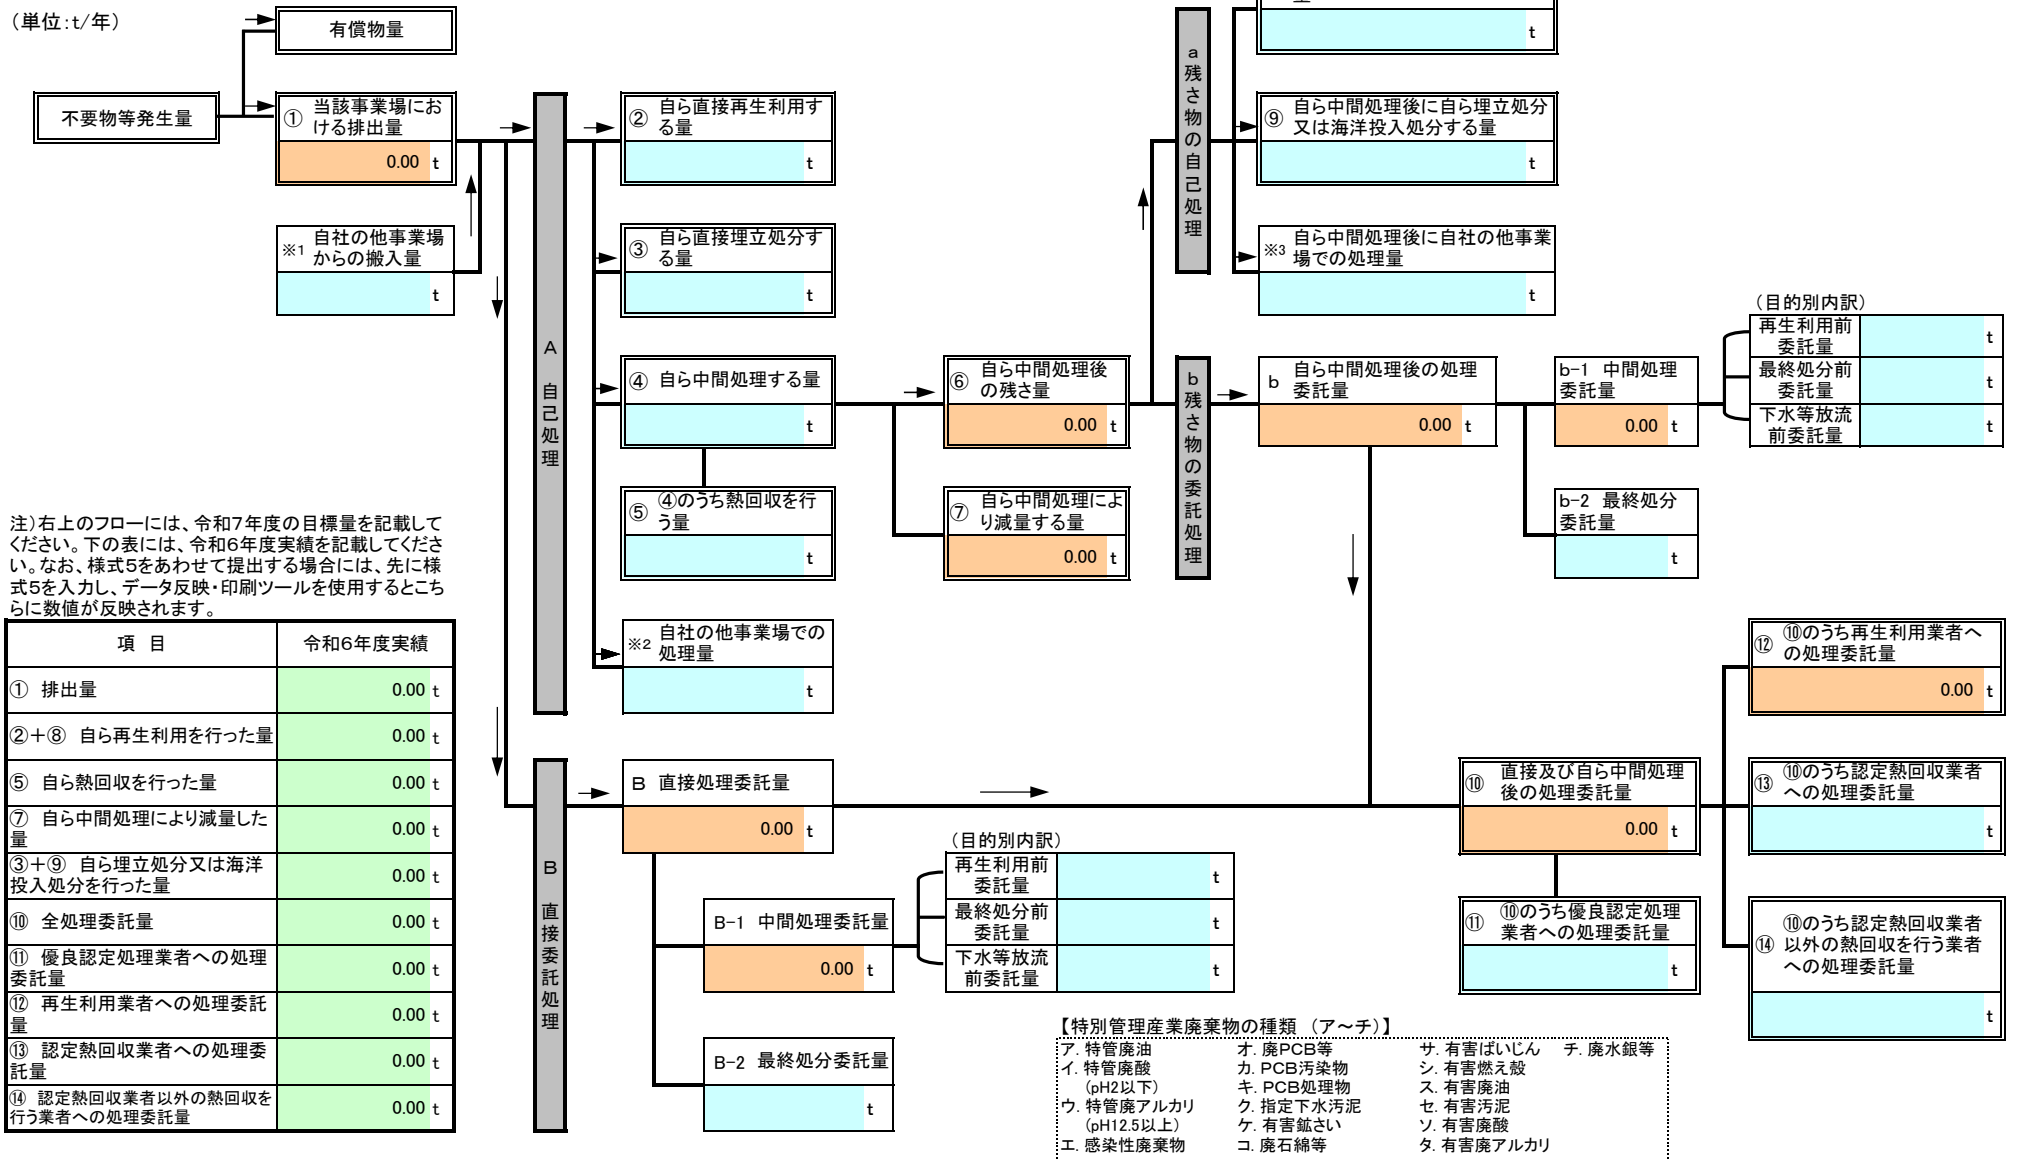 （単位：t/年）
有償物量
不要物等発生量
①
当該事業場にお
ける排出量
0.00 t
※1
自社の他事業場
からの搬入量
t
A 自己処理
②
自ら直接再生利用す
る量
t
③
自ら直接埋立処分す
る量
t
④ 自ら中間処理する量
t
⑤
④のうち熱回収を行
う量
t
※2
自社の他事業場での
処理量
t
⑥
自ら中間処理後
の残さ量
0.00 t
⑦
自ら中間処理によ
り減量する量
0.00 t
a 残さ物の自己処理
t
⑨
自ら中間処理後に自ら埋立処分
又は海洋投入処分する量
t
※3
自ら中間処理後に自社の他事業
場での処理量
t
b 残さ物の委託処理
b
自ら中間処理後の処理
委託量
0.00 t
b-1 中間処理
委託量
0.00 t
b-2 最終処分
委託量
t
（目的別内訳）
再生利用前
委託量
t
最終処分前
委託量
t
下水等放流
前委託量
t
注）右上のフローには、令和7年度の目標量を記載して
ください。下の表には、令和6年度実績を記載してくださ
い。なお、様式5をあわせて提出する場合には、先に様
式5を入力し、データ反映・印刷ツールを使用するとこち
らに数値が反映されます。
項 目 令和6年度実績
① 排出量 0.00 t
②＋⑧ 自ら再生利用を行った量 0.00 t
⑤ 自ら熱回収を行った量 0.00 t
⑦ 自ら中間処理により減量した
量 0.00 t
③＋⑨ 自ら埋立処分又は海洋
投入処分を行った量 0.00 t
⑩ 全処理委託量 0.00 t
⑪ 優良認定処理業者への処理
委託量 0.00 t
⑫ 再生利用業者への処理委託
量 0.00 t
⑬ 認定熱回収業者への処理委
託量 0.00 t
⑭ 認定熱回収業者以外の熱回収を
行う業者への処理委託量 0.00 t
B 直接委託処理
B 直接処理委託量
0.00 t
B-1 中間処理委託量
0.00 t
B-2 最終処分委託量
t
（目的別内訳）
再生利用前
委託量
t
最終処分前
委託量
t
下水等放流
前委託量
t
⑩
直接及び自ら中間処理
後の処理委託量
0.00 t
⑪
⑩のうち優良認定処理
業者への処理委託量
t
⑫
⑩のうち再生利用業者へ
の処理委託量
0.00 t
⑬
⑩のうち認定熱回収業者
への処理委託量
t
⑭
⑩のうち認定熱回収業者
以外の熱回収を行う業者
への処理委託量
t
【特別管理産業廃棄物の種類 （ア～チ）】
ア. 特管廃油 オ. 廃PCB等 サ. 有害ばいじん チ. 廃水銀等
イ. 特管廃酸 カ. PCB汚染物 シ. 有害燃え殻
（pH2以下） キ. PCB処理物 ス. 有害廃油
ウ. 特管廃アルカリ ク. 指定下水汚泥 セ. 有害汚泥
（pH12.5以上） ケ. 有害鉱さい ソ. 有害廃酸
エ. 感染性廃棄物 コ. 廃石綿等 タ. 有害廃アルカリ